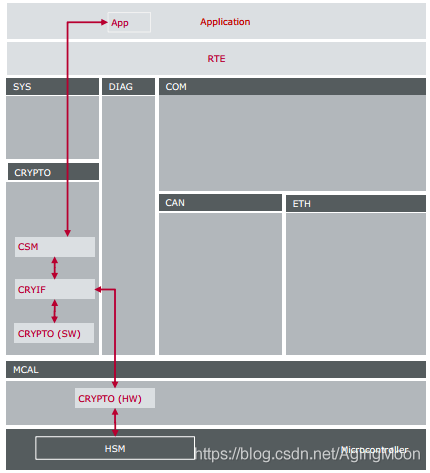 App
Application
RTE
SYS
DIAG
COM
CRYPTO
CAN
ETH
CSM
CRYIF
CRYPTO (SW)
MCAL
CRYPTO (HW)
HSM
Microcontroller
https://blog.csdn.net/AgingMoon